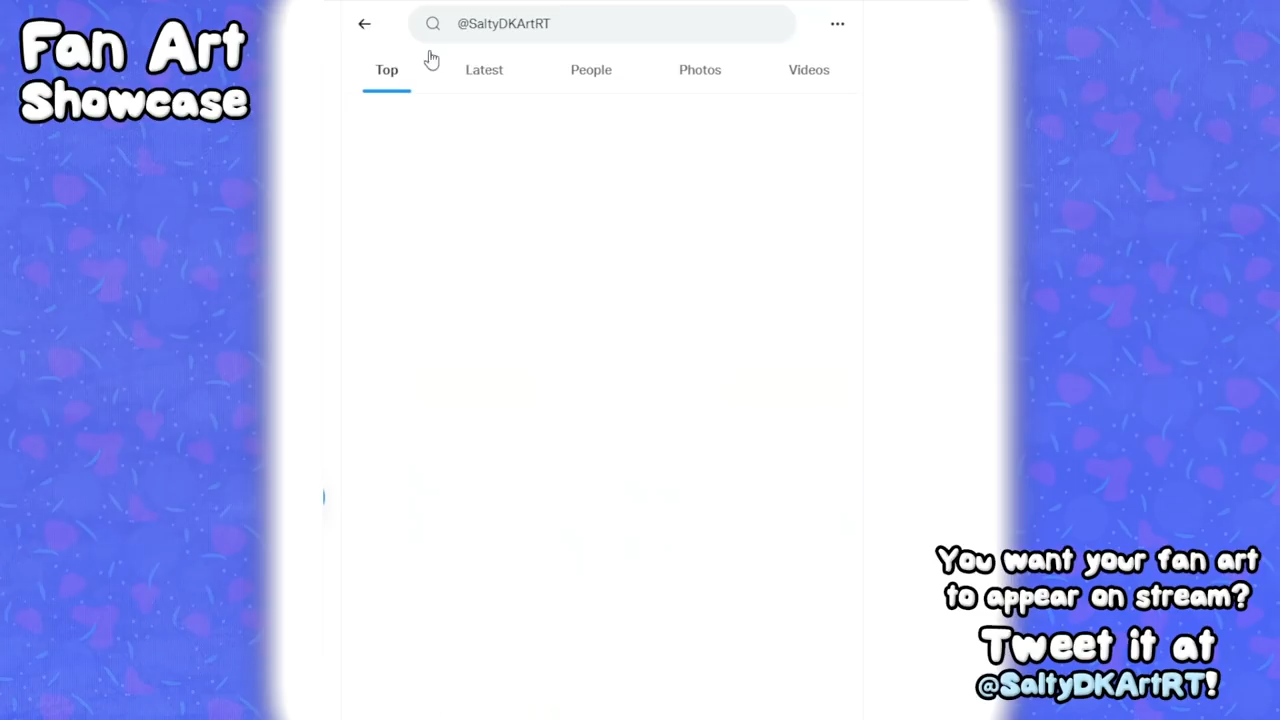 Fan Art
Showcase
@SaltyDKArtRT
Top
Latest
People
Photos
Videos
You want your fan art
to appear on stream?
Tweet it at
@SaltyDKArtRT!